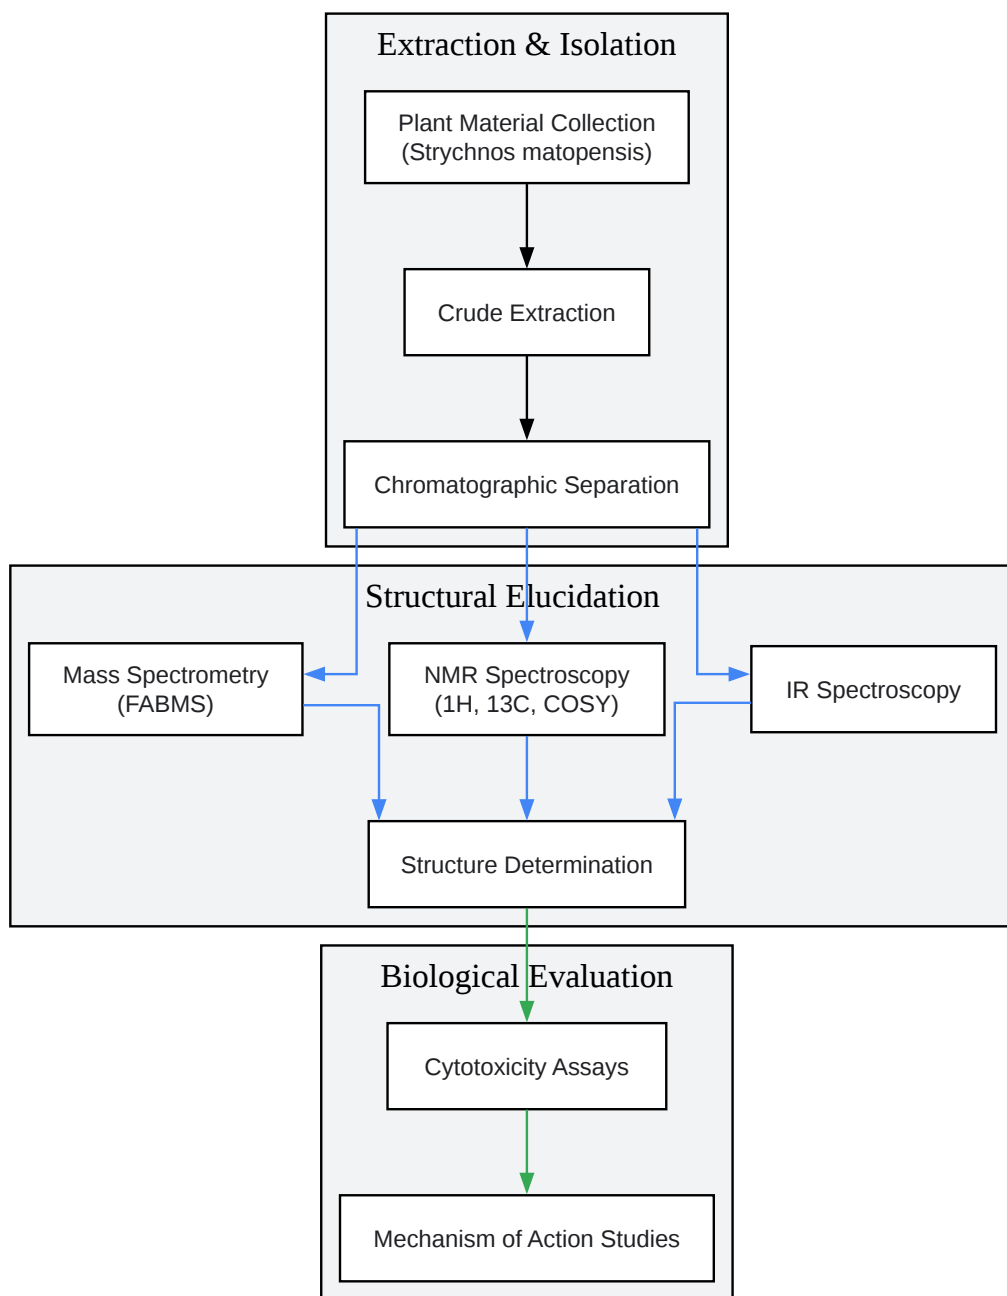 Extraction & Isolation
Plant Material Collection
(Strychnos matopensis)
Crude Extraction
Chromatographic Separation
Structural Elucidation
Mass Spectrometry
(FABMS)
NMR Spectroscopy
(1H, 13C, COSY)
IR Spectroscopy
Structure Determination
Biological Evaluation
Cytotoxicity Assays
Mechanism of Action Studies